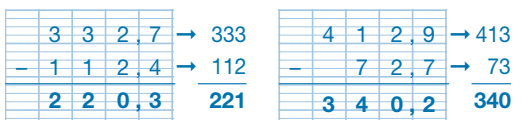 3 3 2 , 7 → 333
– 1 1 2 , 4 → 112
2 2 0 , 3 221
4 1 2 , 9 → 413
– 7 2 , 7 → 73
3 4 0 , 2 340